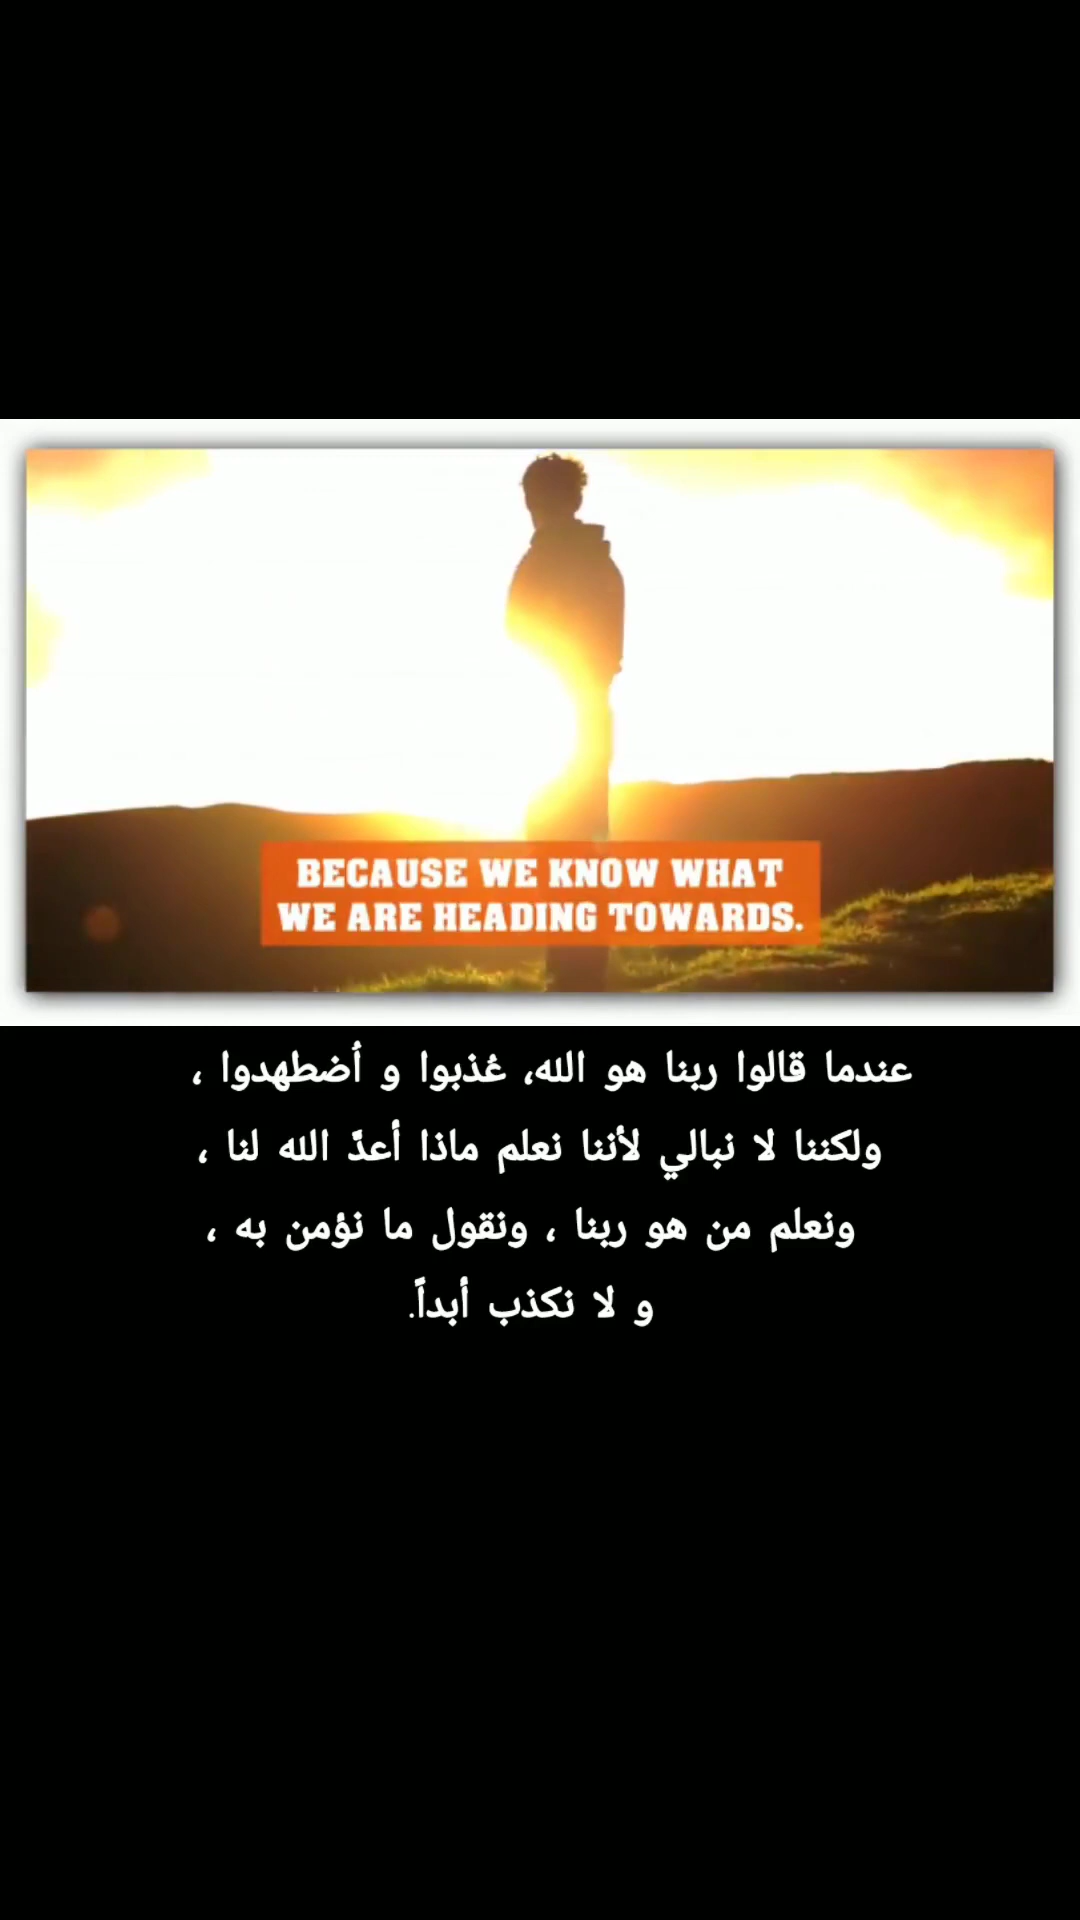 BECAUSE WE KNOW WHAT
WE ARE HEADING TOWARDS.
عندما قالوا ربنا هو الله، عُذبوا و أُضطهدوا ،
ولكننا لا نبالي لأننا نعلم ماذا أعدَّ الله لنا ،
ونعلم من هو ربنا ، ونقول ما نؤمن به ،
و لا نكذب أبداً.